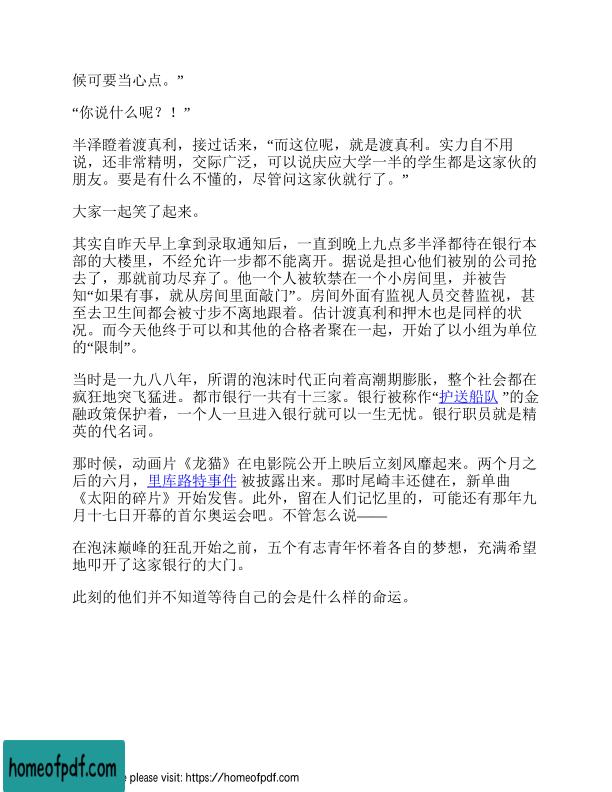 候可要当心点。”
“你说什么呢？！”
半泽瞪着渡真利，接过话来，“而这位呢，就是渡真利。实力自不用
说，还非常精明，交际广泛，可以说庆应大学一半的学生都是这家伙的
朋友。要是有什么不懂的，尽管问这家伙就行了。”
大家一起笑了起来。
其实自昨天早上拿到录取通知后，一直到晚上九点多半泽都待在银行本
部的大楼里，不经允许一步都不能离开。据说是担心他们被别的公司抢
去了，那就前功尽弃了。他一个人被软禁在一个小房间里，并被告
知“如果有事，就从房间里面敲门”。房间外面有监视人员交替监视，甚
至去卫生间都会被寸步不离地跟着。估计渡真利和押木也是同样的状
况。而今天他终于可以和其他的合格者聚在一起，开始了以小组为单位
的“限制”。
当时是一九八八年，所谓的泡沫时代正向着高潮期膨胀，整个社会都在
疯狂地突飞猛进。都市银行一共有十三家。银行被称作“护送船队 ”的金
融政策保护着，一个人一旦进入银行就可以一生无忧。银行职员就是精
英的代名词。
那时候，动画片《龙猫》在电影院公开上映后立刻风靡起来。两个月之
后的六月，里库路特事件 被披露出来。那时尾崎丰还健在，新单曲
《太阳的碎片》开始发售。此外，留在人们记忆里的，可能还有那年九
月十七日开幕的首尔奥运会吧。不管怎么说——
在泡沫巅峰的狂乱开始之前，五个有志青年怀着各自的梦想，充满希望
地叩开了这家银行的大门。
此刻的他们并不知道等待自己的会是什么样的命运。
homeofpdf.com
e please visit: https://homeofpdf.com